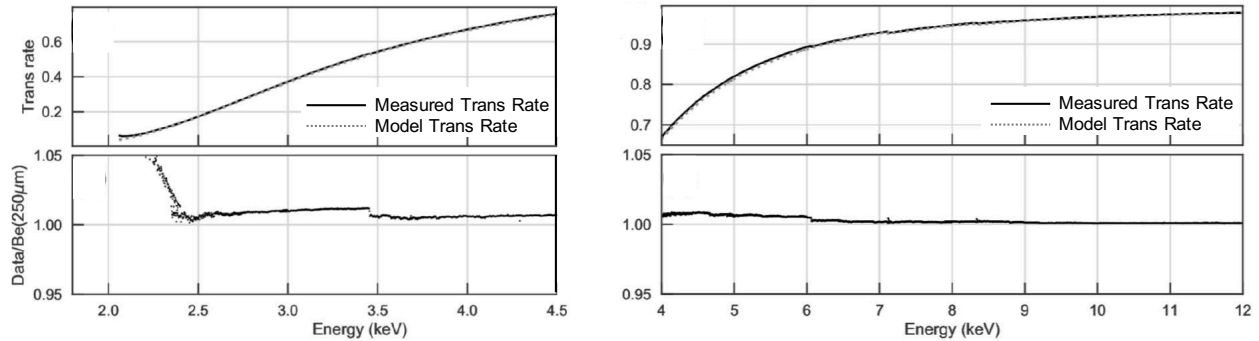 Trans rate
0.6
0.4
0.2
Measured Trans Rate
Model Trans Rate
Data/Be(250μm)
1.05
1.00
0.95
2.0 2.5 3.0 3.5 4.0 4.5
Energy (keV)
0.9
0.8
0.7
Measured Trans Rate
Model Trans Rate
1.05
1.00
0.95
4 5 6 7 8 9 10 11 12
Energy (keV)